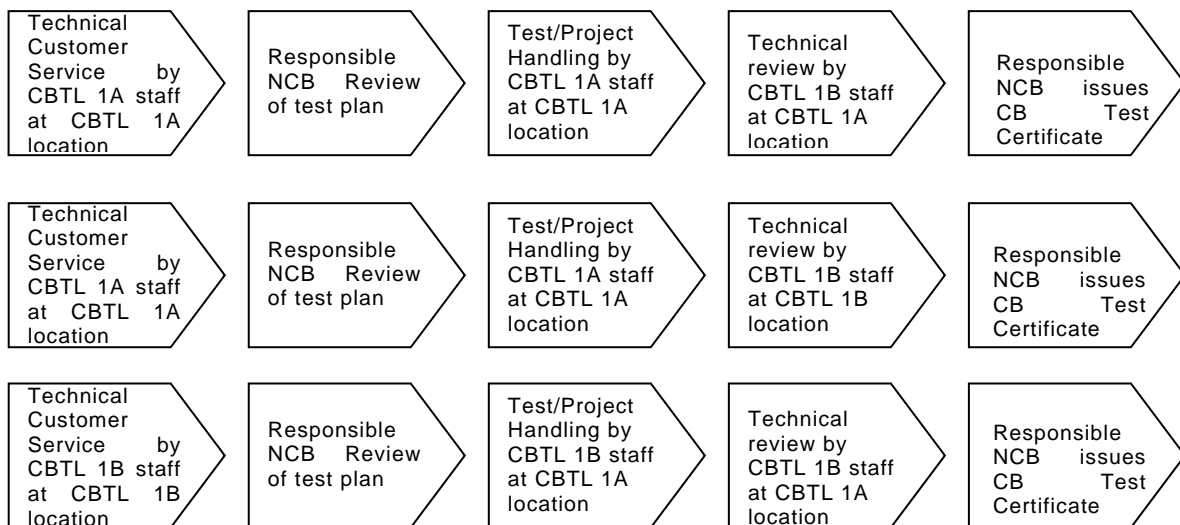 Technical
Customer
Service by
CBTL 1A staff
at CBTL 1A
location
Responsible
NCB Review
of test plan
Test/Project
Handling by
CBTL 1A staff
at CBTL 1A
location
Technical
review by
CBTL 1B staff
at CBTL 1A
location
Responsible
NCB issues
CB Test
Certificate
Technical
Customer
Service by
CBTL 1A staff
at CBTL 1A
location
Responsible
NCB Review
of test plan
Test/Project
Handling by
CBTL 1A staff
at CBTL 1A
location
Technical
review by
CBTL 1B staff
at CBTL 1B
location
Responsible
NCB issues
CB Test
Certificate
Technical
Customer
Service by
CBTL 1B staff
at CBTL 1B
location
Responsible
NCB Review
of test plan
Test/Project
Handling by
CBTL 1B staff
at CBTL 1A
location
Technical
review by
CBTL 1B staff
at CBTL 1A
location
Responsible
NCB issues
CB Test
Certificate